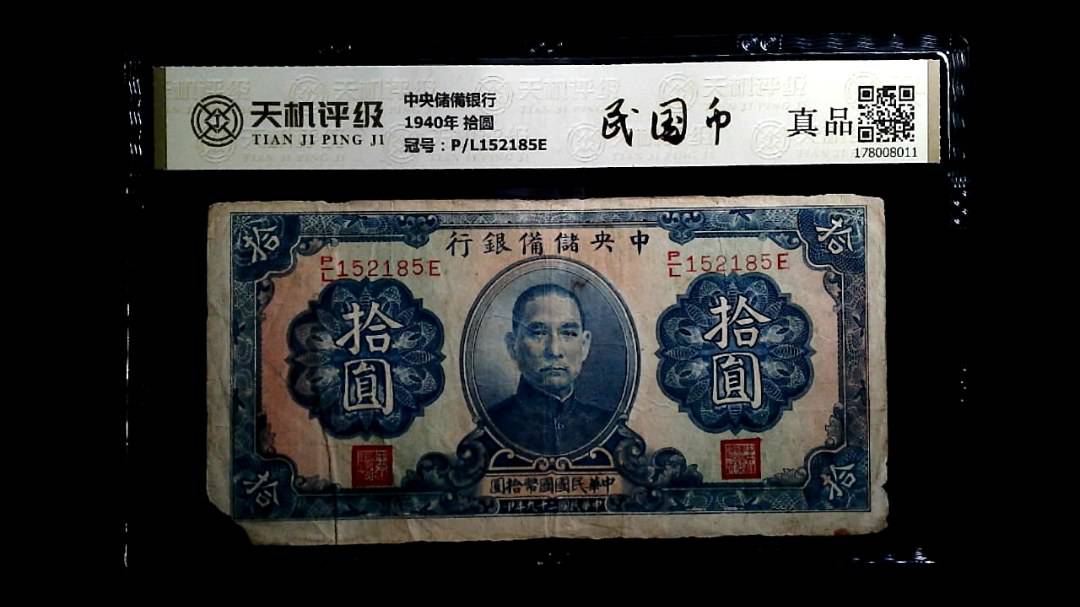 天机评级
TIAN JI PING JI
中央储備银行
1940年 拾圆
冠号：P/L152185E
民国币
真品
178008011
行銀備儲央中
P/L152185E
P/L152185E
拾
拾
拾圓
拾圓
圓拾幣國國民華中
拾
拾